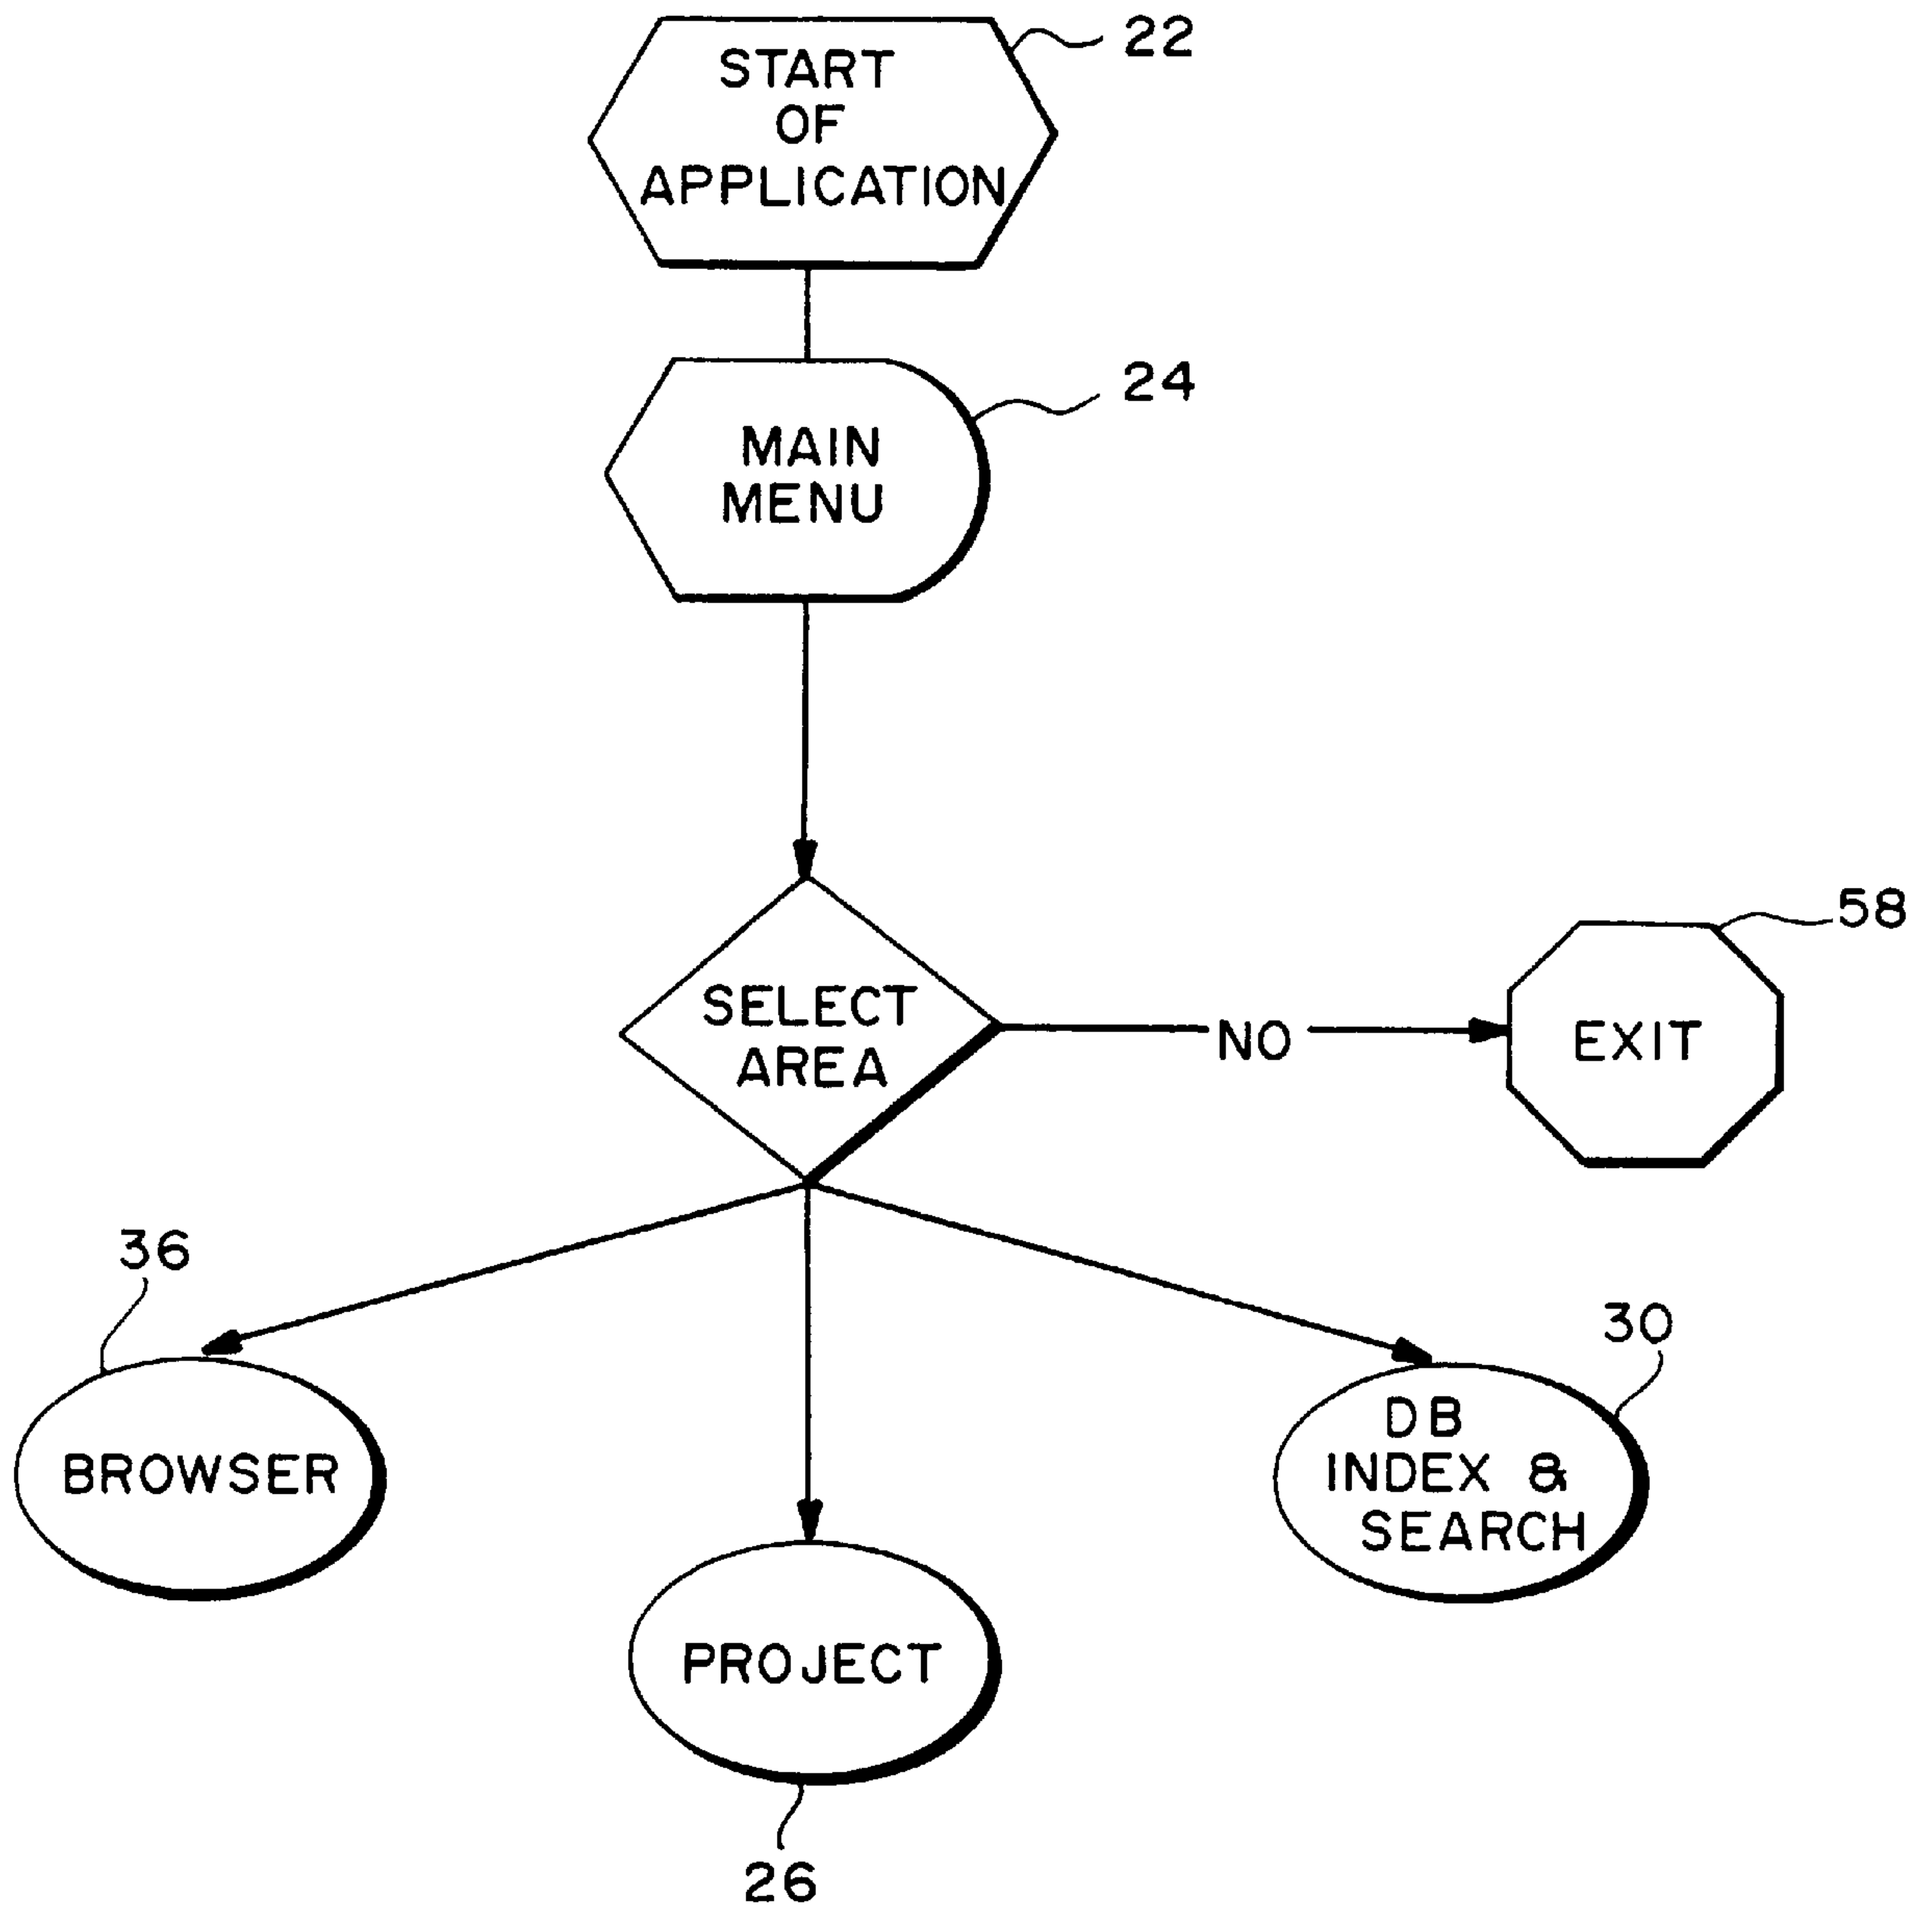 START
OF
APPLICATION
22
MAIN
MENU
24
SELECT
AREA
NO
EXIT
58
36
BROWSER
30
DB
INDEX &
SEARCH
PROJECT
26